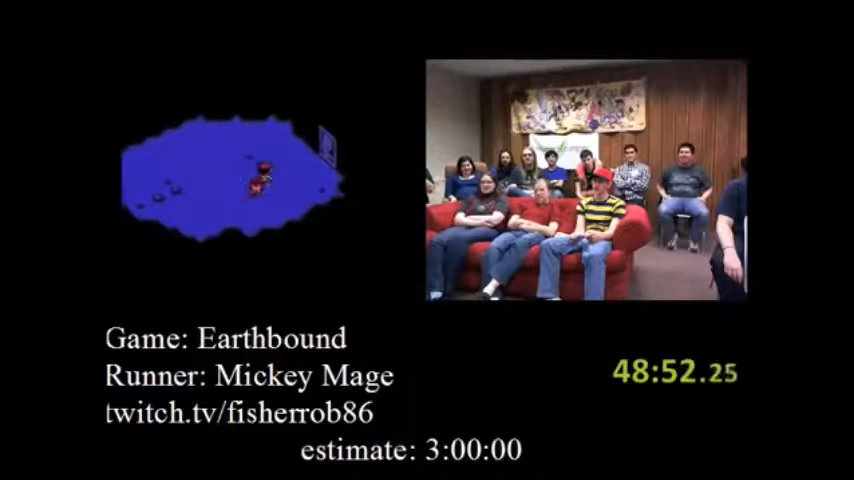 Game: Earthbound
Runner: Mickey Mage
twitch.tv/fisherrob86
48:52.25
estimate: 3:00:00